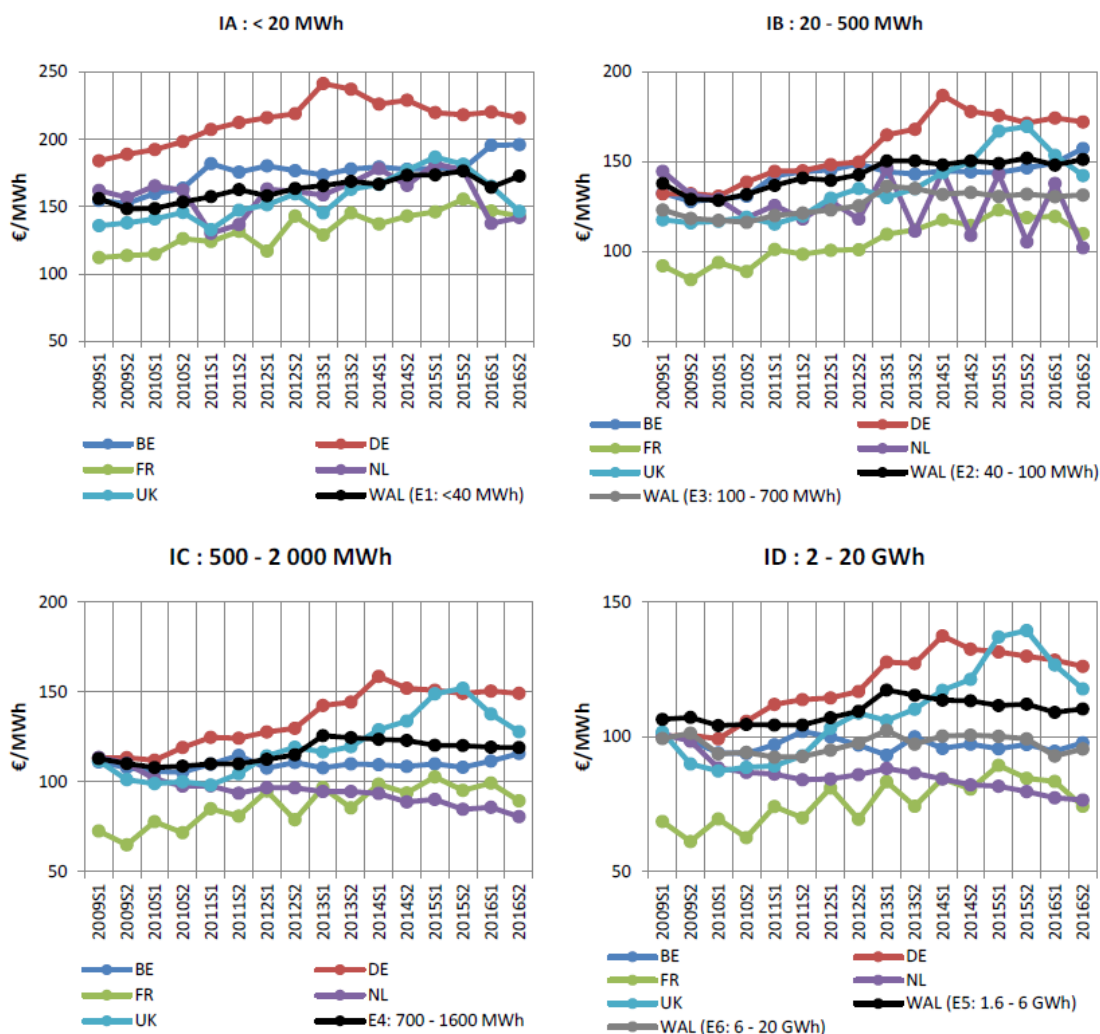 IA : < 20 MWh
€/MWh
250
200
150
100
50
2009S1 2009S2 2010S1 2010S2 2011S1 2011S2 2012S1 2012S2 2013S1 2013S2 2014S1 2014S2 2015S1 2015S2 2016S1 2016S2
BE DE
FR NL
UK WAL (E1: <40 MWh)
IB : 20 - 500 MWh
€/MWh
200
150
100
50
2009S1 2009S2 2010S1 2010S2 2011S1 2011S2 2012S1 2012S2 2013S1 2013S2 2014S1 2014S2 2015S1 2015S2 2016S1 2016S2
BE DE
FR NL
UK WAL (E2: 40 - 100 MWh)
WAL (E3: 100 - 700 MWh)
IC : 500 - 2 000 MWh
€/MWh
200
150
100
50
2009S1 2009S2 2010S1 2010S2 2011S1 2011S2 2012S1 2012S2 2013S1 2013S2 2014S1 2014S2 2015S1 2015S2 2016S1 2016S2
BE DE
FR NL
UK E4: 700 - 1600 MWh
ID : 2 - 20 GWh
€/MWh
150
100
50
2009S1 2009S2 2010S1 2010S2 2011S1 2011S2 2012S1 2012S2 2013S1 2013S2 2014S1 2014S2 2015S1 2015S2 2016S1 2016S2
BE DE
FR NL
UK WAL (E5: 1.6 - 6 GWh)
WAL (E6: 6 - 20 GWh)